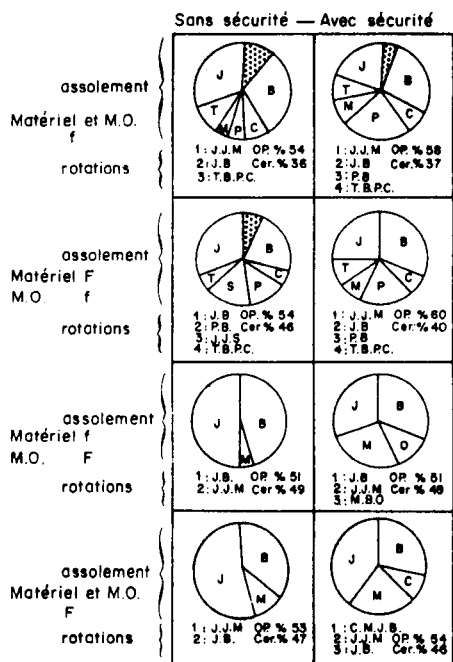 Sans sécurité — Avec sécurité
assolement
Matériel et M.O.
f
rotations
J
B
T
M
P
C
1: J.J.M OP. % 54
2: J.B Cer. % 36
3: T.B.P.C.
J
B
T
M
P
C
1: J.J.M OP. % 58
2: J.B Cer. % 37
3: P.B
4: T.B.P.C.
assolement
Matériel F
M.O. f
rotations
J
B
T
S
P
C
1: J.B OP. % 54
2: P.B. Cer % 46
3: J.J.S
4: T.B.P.C.
J
B
T
M
P
C
1: J.J.M OP. % 60
2: J.B Cer. % 40
3: P.B
4: T.B.P.C.
assolement
Matériel f
M.O. F
rotations
J
B
M
1: J.B. OP. % 51
2: J.J.M Cer. % 49
J
B
M
O
1: J.B OP. % 51
2: J.J.M Cer % 48
3: M.B.O
assolement
Matériel et M.O.
F
rotations
J
B
M
1: J.J.M OP. % 53
2: J.B. Cer. % 47
J
B
C
M
1: C.M.J.B.
2: J.J.M OP. % 54
3: J.B. Cer. % 46